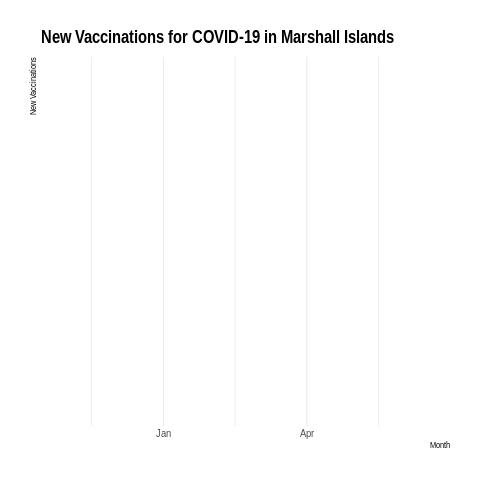 New Vaccinations for COVID-19 in Marshall Islands
New Vaccinations
Jan
Apr
Month